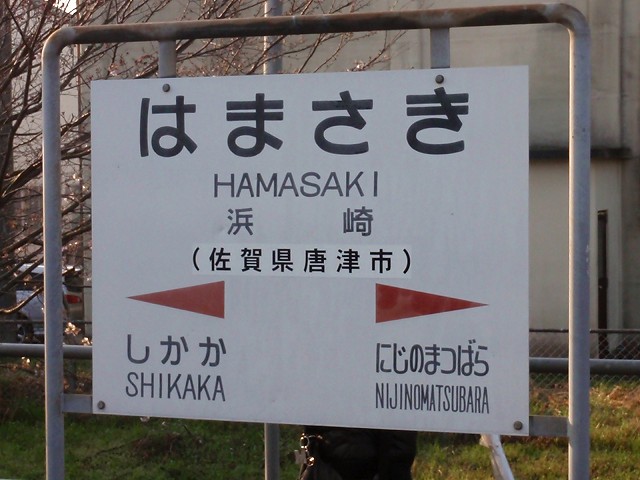 はまさき
HAMASAKI
浜 崎
(佐賀県唐津市)
しかか にじのまつばら
SHIKAKA NIJINOMATSUBARA